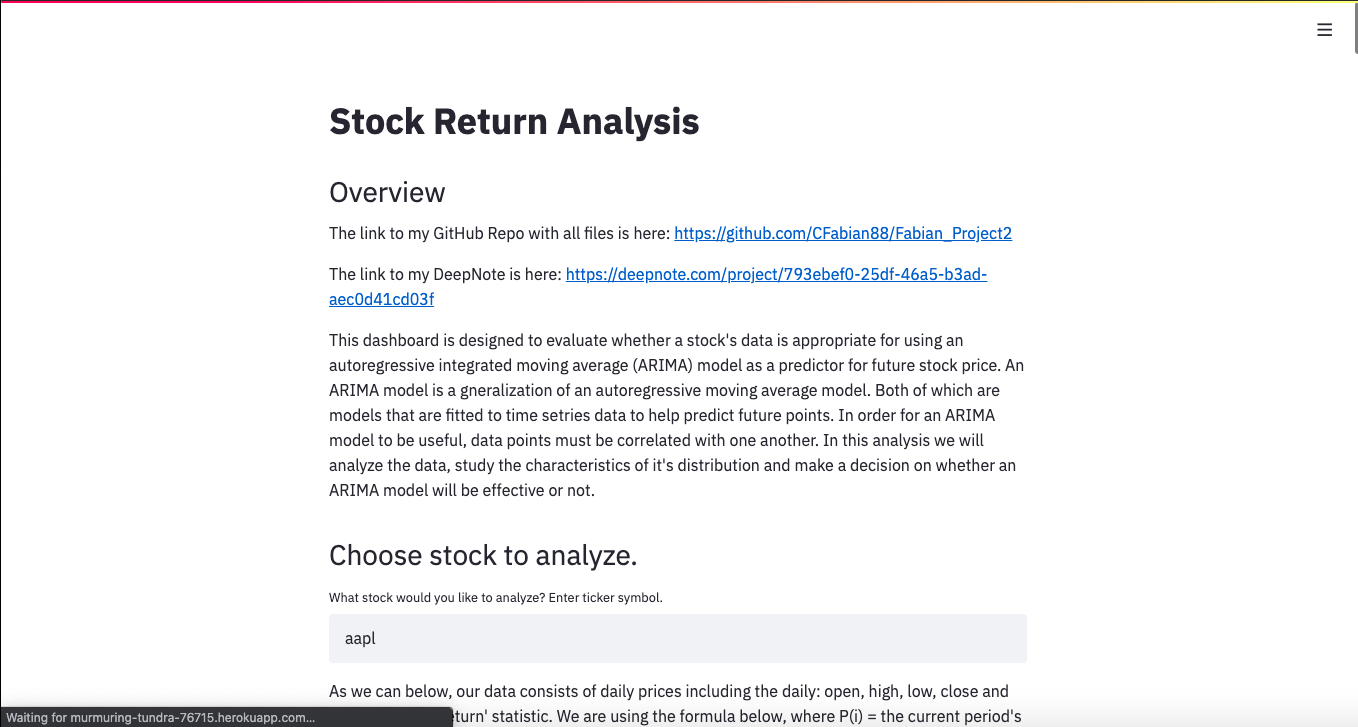 Stock Return Analysis
Overview
The link to my GitHub Repo with all files is here: https://github.com/CFabian88/Fabian_Project2
The link to my DeepNote is here: https://deepnote.com/project/793ebef0-25df-46a5-b3ad-
aec0d41cd03f
This dashboard is designed to evaluate whether a stock's data is appropriate for using an
autoregressive integrated moving average (ARIMA) model as a predictor for future stock price. An
ARIMA model is a gneralization of an autoregressive moving average model. Both of which are
models that are fitted to time setries data to help predict future points. In order for an ARIMA
model to be useful, data points must be correlated with one another. In this analysis we will
analyze the data, study the characteristics of it's distribution and make a decision on whether an
ARIMA model will be effective or not.
Choose stock to analyze.
What stock would you like to analyze? Enter ticker symbol.
aapl
As we can below, our data consists of daily prices including the daily: open, high, low, close and
statistic. We are using the formula below, where P(i) = the current period's
Waiting for murmuring-tundra-76715.herokuapp.com...